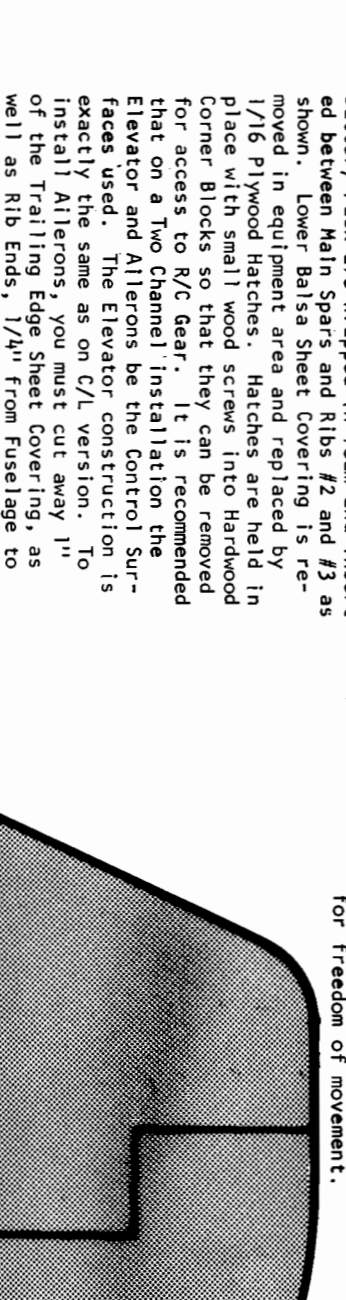 ed between Main Spars and Ribs #2 and #3 as
shown. Lower Balsa Sheet Covering is re-
moved in equipment area and replaced by
1/16 Plywood Hatches. Hatches are held in
place with small wood screws into Hardwood
Corner Blocks so that they can be removed
for access to R/C Gear. It is recommended
that on a Two Channel installation the
Elevator and Ailerons be the Control Sur-
faces used. The Elevator construction is
exactly the same as on C/L version. To
install Ailerons, you must cut away 1"
of the Trailing Edge Sheet Covering, as
well as Rib Ends, 1/4" from Fuselage to
for freedom of movement.